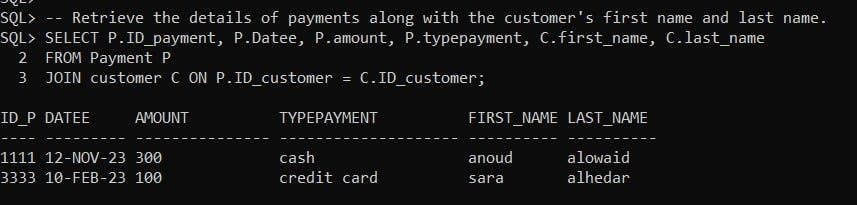 SQL> -- Retrieve the details of payments along with the customer's first name and last name.
SQL> SELECT P.ID_payment, P.Datee, P.amount, P.typepayment, C.first_name, C.last_name
  2  FROM Payment P
  3  JOIN customer C ON P.ID_customer = C.ID_customer;
ID_P DATEE     AMOUNT          TYPEPAYMENT          FIRST_NAME LAST_NAME
---- --------- --------------- -------------------- ---------- ----------
1111 12-NOV-23 300             cash                 anoud      alowaid
3333 10-FEB-23 100             credit card          sara       alhedar